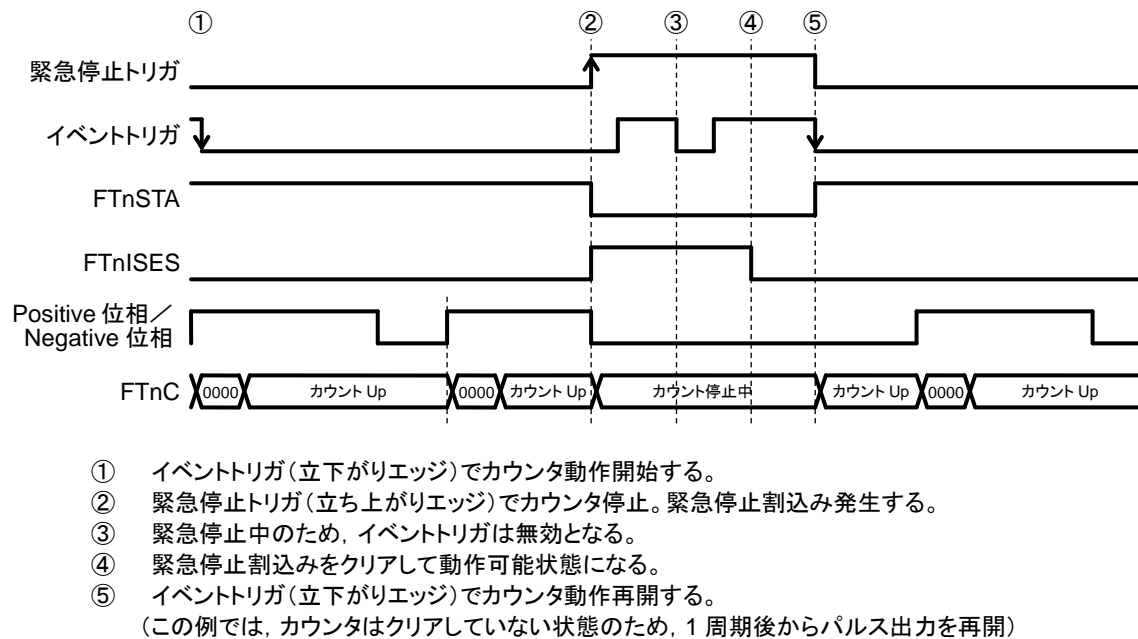 ① ② ③ ④ ⑤
緊急停止トリガ
イベントトリガ
FTnSTA
FTnISES
Positive 位相／
Negative 位相
FTnC 0000 カウント Up 0000 カウント Up カウント停止中 カウント Up 0000 カウント Up
① イベントトリガ（立下がりエッジ）でカウンタ動作開始する。
② 緊急停止トリガ（立ち上がりエッジ）でカウンタ停止。緊急停止割込み発生する。
③ 緊急停止中のため，イベントトリガは無効となる。
④ 緊急停止割込みをクリアして動作可能状態になる。
⑤ イベントトリガ（立下がりエッジ）でカウンタ動作再開する。
（この例では，カウンタはクリアしていない状態のため，1 周期後からパルス出力を再開）